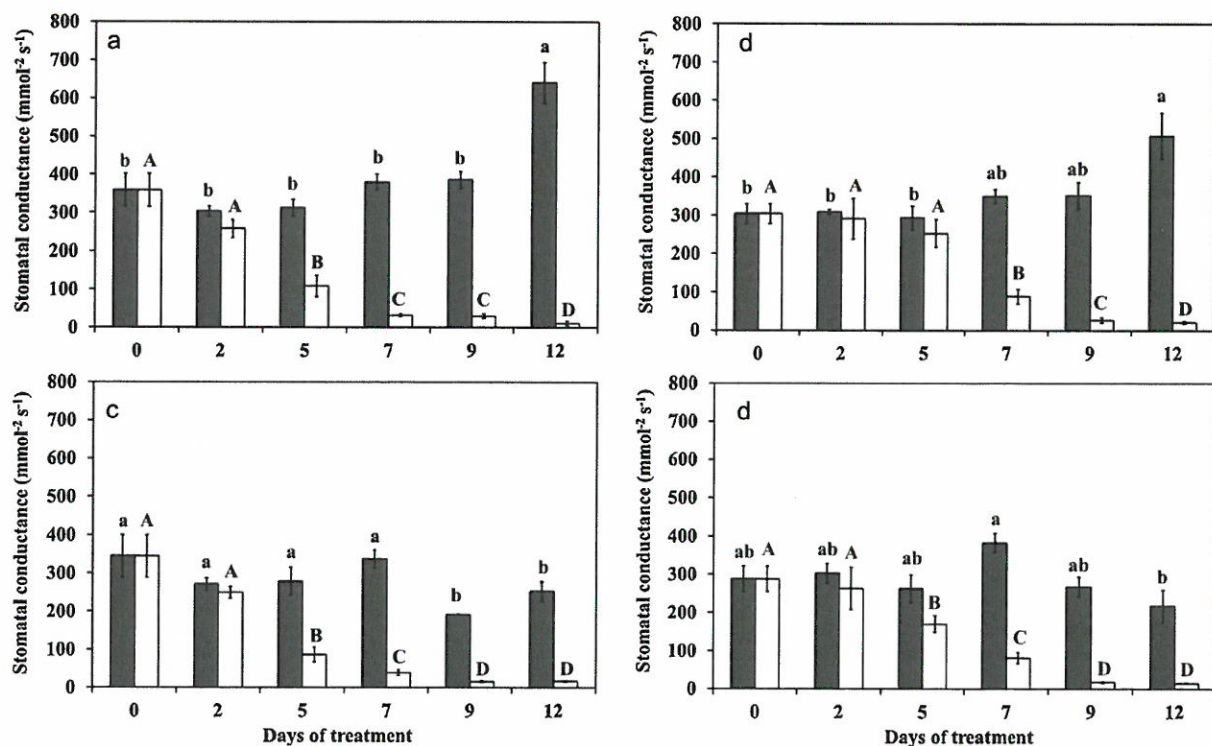 a
Stomatal conductance (mmol⁻² s⁻¹)
800
700
600
500
400
300
200
100
0
b A
b A
b B
b C
b C
a D
0 2 5 7 9 12
d
Stomatal conductance (mmol⁻² s⁻¹)
800
700
600
500
400
300
200
100
0
b A
b A
b A
ab B
ab C
a D
0 2 5 7 9 12
c
Stomatal conductance (mmol⁻² s⁻¹)
800
700
600
500
400
300
200
100
0
a A
a A
a B
a C
b D
b D
0 2 5 7 9 12
Days of treatment
d
Stomatal conductance (mmol⁻² s⁻¹)
800
700
600
500
400
300
200
100
0
ab A
ab A
ab B
a C
ab D
b D
0 2 5 7 9 12
Days of treatment